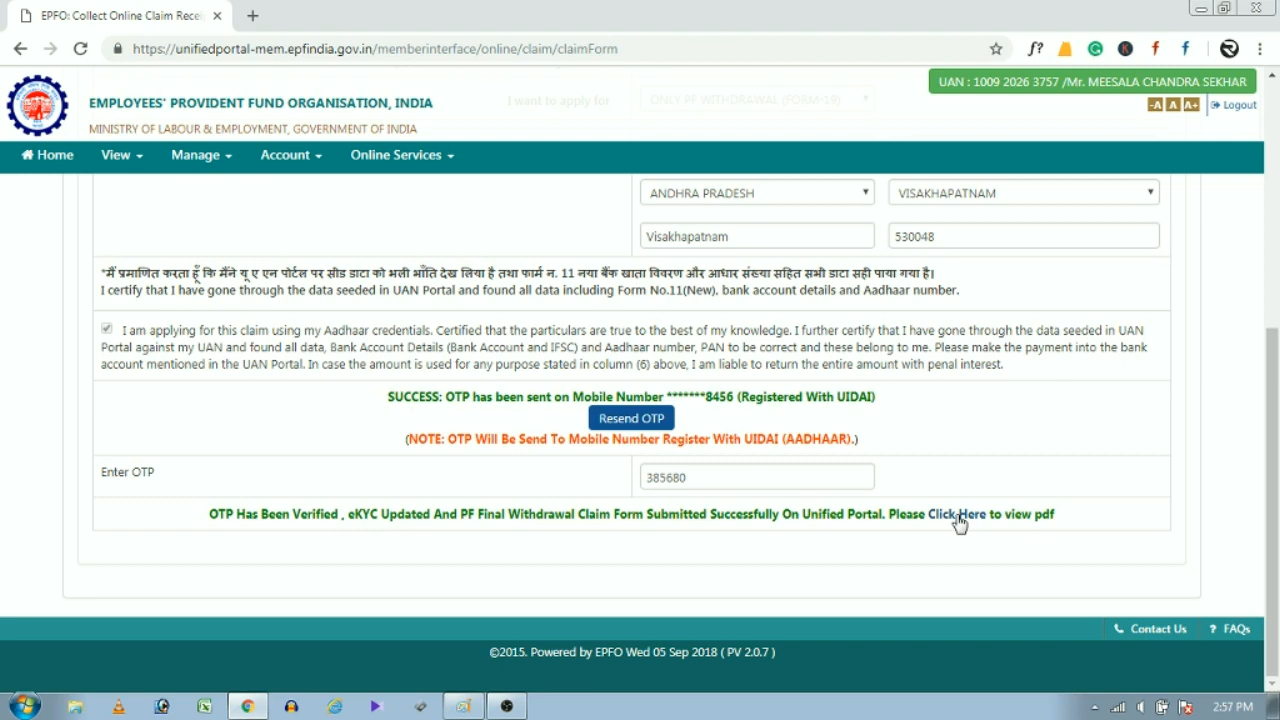 EPFO: Collect Online Claim Rece
https://unifiedportal-mem.epfindia.gov.in/memberinterface/online/claim/claimForm
f?
UAN : 1009 2026 3757 /Mr. MEESALA CHANDRA SEKHAR
EMPLOYEES' PROVIDENT FUND ORGANISATION, INDIA
I want to apply for
ONLY PF WITHDRAWAL (FORM-19)
-A A A+ Logout
MINISTRY OF LABOUR & EMPLOYMENT, GOVERNMENT OF INDIA
Home View Manage Account Online Services
ANDHRA PRADESH VISAKHAPATNAM
Visakhapatnam 530048
*मैं प्रमाणित करता हूँ कि मैंने यू ए एन पोर्टल पर सीड डाटा को भली भाँति देख लिया है तथा फार्म न. 11 नया बैंक खाता विवरण और आधार संख्या सहित सभी डाटा सही पाया गया है।
I certify that I have gone through the data seeded in UAN Portal and found all data including Form No.11(New), bank account details and Aadhaar number.
I am applying for this claim using my Aadhaar credentials. Certified that the particulars are true to the best of my knowledge. I further certify that I have gone through the data seeded in UAN
Portal against my UAN and found all data, Bank Account Details (Bank Account and IFSC) and Aadhaar number, PAN to be correct and these belong to me. Please make the payment into the bank
account mentioned in the UAN Portal. In case the amount is used for any purpose stated in column (6) above, I am liable to return the entire amount with penal interest.
SUCCESS: OTP has been sent on Mobile Number *******8456 (Registered With UIDAI)
Resend OTP
(NOTE: OTP Will Be Send To Mobile Number Register With UIDAI (AADHAAR).)
Enter OTP 385680
OTP Has Been Verified , eKYC Updated And PF Final Withdrawal Claim Form Submitted Successfully On Unified Portal. Please Click Here to view pdf
Contact Us ? FAQs
©2015. Powered by EPFO Wed 05 Sep 2018 ( PV 2.0.7 )
2:57 PM